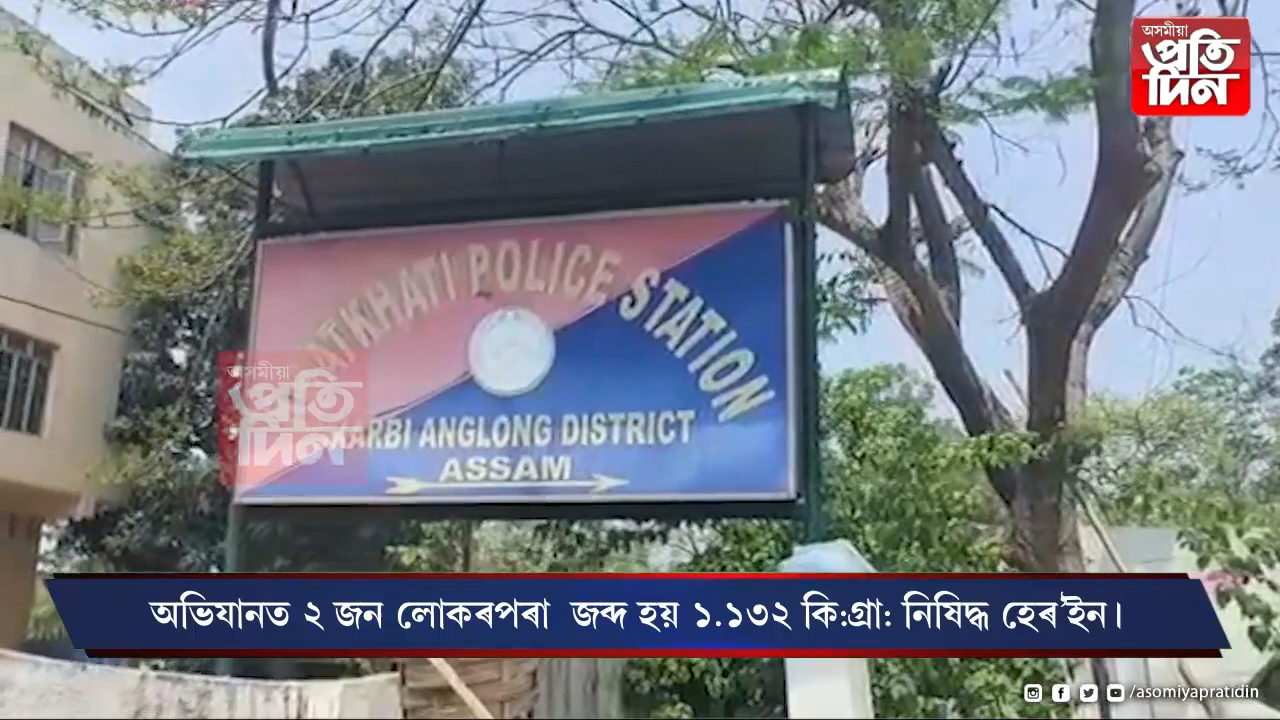 অসমীয়া
প্ৰতি
দিন
POLICE STATION
অসমীয়া
প্ৰতি
দিন
KARBI ANGLONG DISTRICT
ASSAM
অভিযানত ২ জন লোকৰপৰা জব্দ হয় ১.১৩২ কি:গ্ৰা: নিষিদ্ধ হেৰ'ইন।
/asomiyapratidin